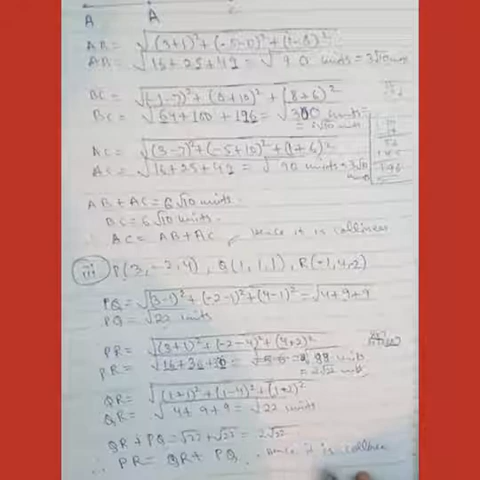 A A
AB = √(3+1)² + (-5-0)² + (1-8)²
AB = √16 + 25 + 49 = √90 units = 3√10 units
BC = √(-1-7)² + (0+10)² + (8+6)²
BC = √64 + 100 + 196 = √360 units
= 6√10 units
AC = √(3-7)² + (-5+10)² + (1+6)²
AC = √16 + 25 + 49 = √90 units = 3√10 units
AB + AC = 6√10 units.
BC = 6√10 units.
∴ AC = AB + AC, Hence it is collinear
iii P(3, -2, 4), Q(1, 1, 1), R(-1, 4, -2)
PQ = √(3-1)² + (-2-1)² + (4-1)² = √4+9+9
PQ = √22 units
PR = √(3+1)² + (-2-4)² + (4+2)²
PR = √16 + 36 + 36 = √88 units
= 2√22 units
QR = √(1+1)² + (1-4)² + (1+2)²
QR = √4+9+9 = √22 units
QR + PQ = √22 + √22 = 2√22
∴ PR = QR + PQ. Hence it is collinear